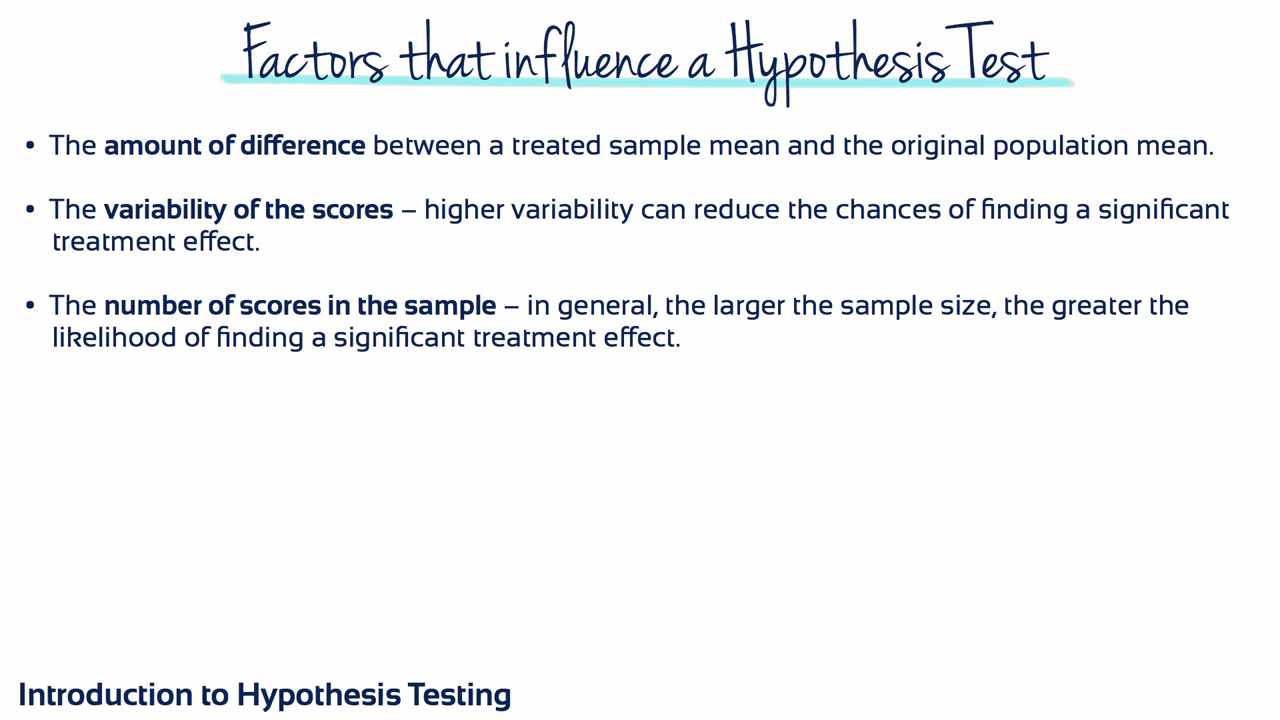 Factors that influence a Hypothesis Test
• The amount of difference between a treated sample mean and the original population mean.
• The variability of the scores – higher variability can reduce the chances of finding a significant
treatment effect.
• The number of scores in the sample – in general, the larger the sample size, the greater the
likelihood of finding a significant treatment effect.
Introduction to Hypothesis Testing